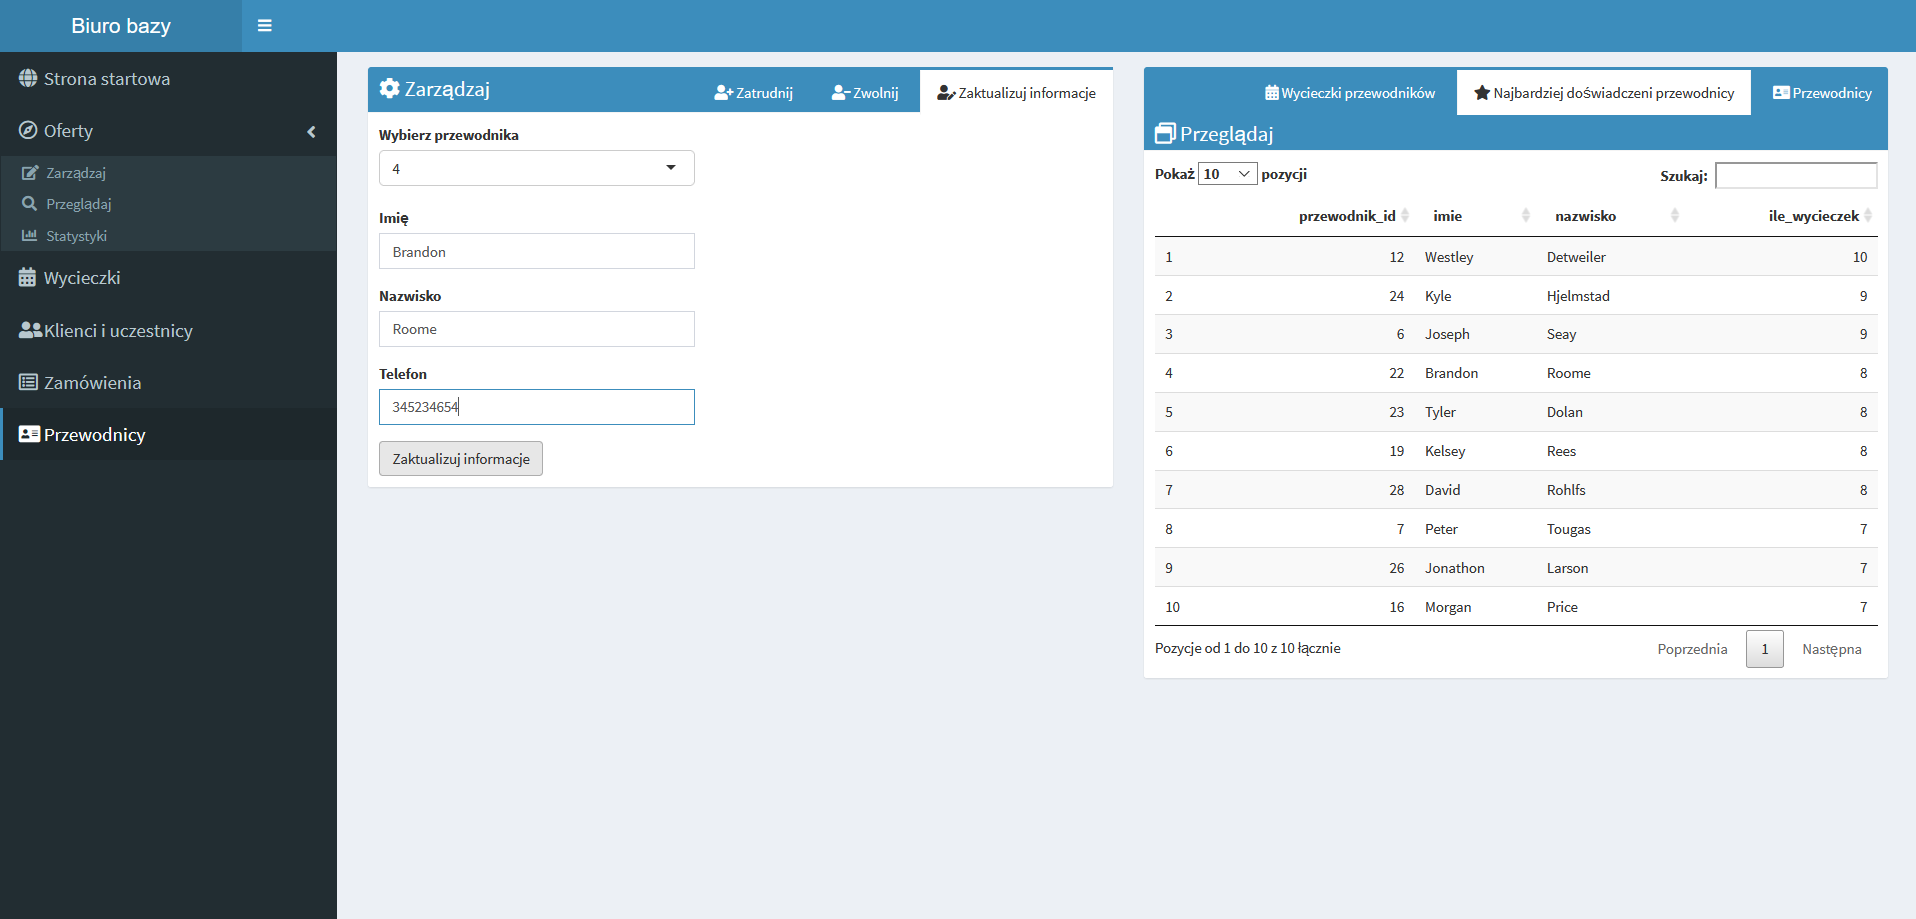 Biuro bazy
Strona startowa
Oferty
Zarządzaj
Przeglądaj
Statystyki
Wycieczki
Klienci i uczestnicy
Zamówienia
Przewodnicy
Zarządzaj
Zatrudnij
Zwolnij
Zaktualizuj informacje
Wybierz przewodnika
4
Imię
Brandon
Nazwisko
Roome
Telefon
345234654
Zaktualizuj informacje
Wycieczki przewodników
Najbardziej doświadczeni przewodnicy
Przewodnicy
Przeglądaj
Pokaż 10 pozycji
Szukaj:
przewodnik_id imie nazwisko ile_wycieczek
1 12 Westley Detweiler 10
2 24 Kyle Hjelmstad 9
3 6 Joseph Seay 9
4 22 Brandon Roome 8
5 23 Tyler Dolan 8
6 19 Kelsey Rees 8
7 28 David Rohlfs 8
8 7 Peter Tougas 7
9 26 Jonathon Larson 7
10 16 Morgan Price 7
Pozycje od 1 do 10 z 10 łącznie
Poprzednia 1 Następna